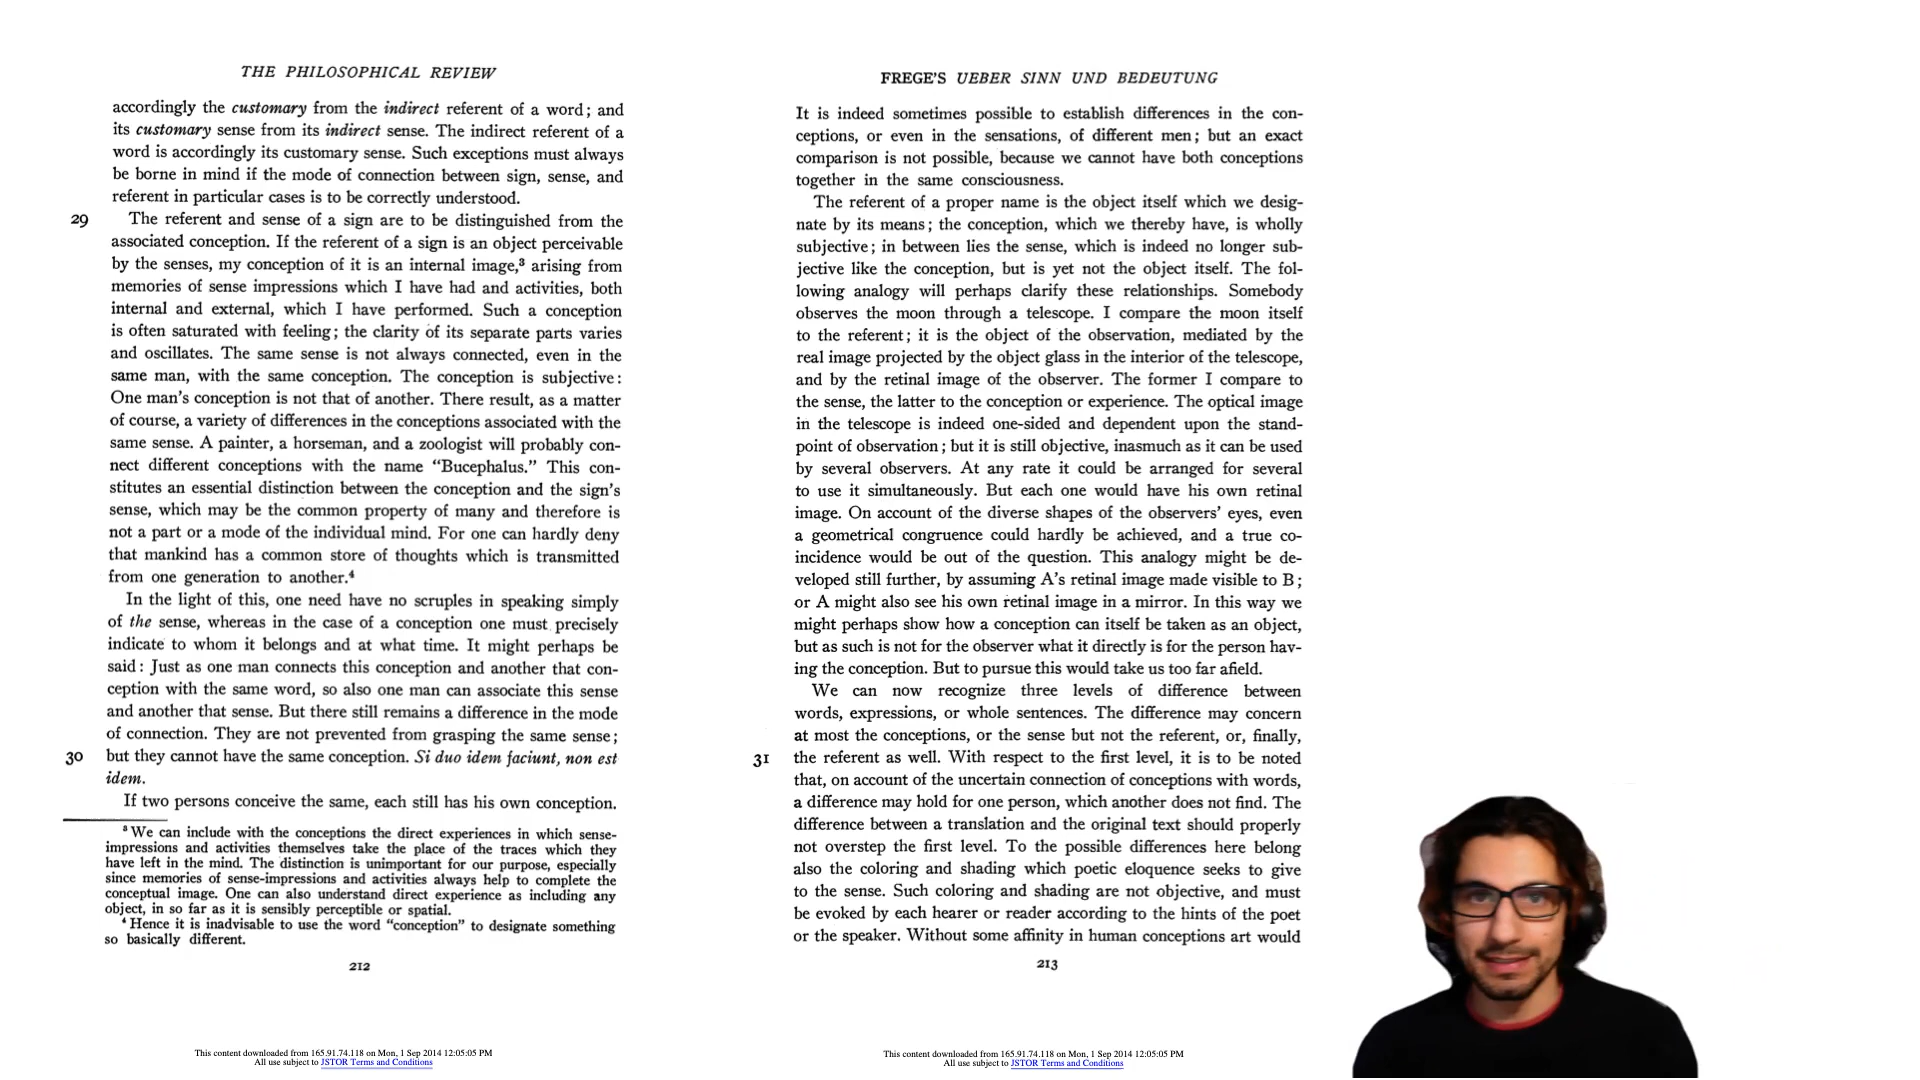 THE PHILOSOPHICAL REVIEW
accordingly the customary from the indirect referent of a word; and
its customary sense from its indirect sense. The indirect referent of a
word is accordingly its customary sense. Such exceptions must always
be borne in mind if the mode of connection between sign, sense, and
referent in particular cases is to be correctly understood.
29 The referent and sense of a sign are to be distinguished from the
associated conception. If the referent of a sign is an object perceivable
by the senses, my conception of it is an internal image,³ arising from
memories of sense impressions which I have had and activities, both
internal and external, which I have performed. Such a conception
is often saturated with feeling; the clarity of its separate parts varies
and oscillates. The same sense is not always connected, even in the
same man, with the same conception. The conception is subjective:
One man's conception is not that of another. There result, as a matter
of course, a variety of differences in the conceptions associated with the
same sense. A painter, a horseman, and a zoologist will probably con-
nect different conceptions with the name "Bucephalus." This con-
stitutes an essential distinction between the conception and the sign's
sense, which may be the common property of many and therefore is
not a part or a mode of the individual mind. For one can hardly deny
that mankind has a common store of thoughts which is transmitted
from one generation to another.⁴
In the light of this, one need have no scruples in speaking simply
of the sense, whereas in the case of a conception one must precisely
indicate to whom it belongs and at what time. It might perhaps be
said: Just as one man connects this conception and another that con-
ception with the same word, so also one man can associate this sense
and another that sense. But there still remains a difference in the mode
of connection. They are not prevented from grasping the same sense;
30 but they cannot have the same conception. Si duo idem faciunt, non est
idem.
If two persons conceive the same, each still has his own conception.
³ We can include with the conceptions the direct experiences in which sense-
impressions and activities themselves take the place of the traces which they
have left in the mind. The distinction is unimportant for our purpose, especially
since memories of sense-impressions and activities always help to complete the
conceptual image. One can also understand direct experience as including any
object, in so far as it is sensibly perceptible or spatial.
⁴ Hence it is inadvisable to use the word "conception" to designate something
so basically different.
212
This content downloaded from 165.91.74.118 on Mon, 1 Sep 2014 12:05:05 PM
All use subject to JSTOR Terms and Conditions
FREGE'S UEBER SINN UND BEDEUTUNG
It is indeed sometimes possible to establish differences in the con-
ceptions, or even in the sensations, of different men; but an exact
comparison is not possible, because we cannot have both conceptions
together in the same consciousness.
The referent of a proper name is the object itself which we desig-
nate by its means; the conception, which we thereby have, is wholly
subjective; in between lies the sense, which is indeed no longer sub-
jective like the conception, but is yet not the object itself. The fol-
lowing analogy will perhaps clarify these relationships. Somebody
observes the moon through a telescope. I compare the moon itself
to the referent; it is the object of the observation, mediated by the
real image projected by the object glass in the interior of the telescope,
and by the retinal image of the observer. The former I compare to
the sense, the latter to the conception or experience. The optical image
in the telescope is indeed one-sided and dependent upon the stand-
point of observation; but it is still objective, inasmuch as it can be used
by several observers. At any rate it could be arranged for several
to use it simultaneously. But each one would have his own retinal
image. On account of the diverse shapes of the observers' eyes, even
a geometrical congruence could hardly be achieved, and a true co-
incidence would be out of the question. This analogy might be de-
veloped still further, by assuming A's retinal image made visible to B;
or A might also see his own retinal image in a mirror. In this way we
might perhaps show how a conception can itself be taken as an object,
but as such is not for the observer what it directly is for the person hav-
ing the conception. But to pursue this would take us too far afield.
We can now recognize three levels of difference between
words, expressions, or whole sentences. The difference may concern
at most the conceptions, or the sense but not the referent, or, finally,
31 the referent as well. With respect to the first level, it is to be noted
that, on account of the uncertain connection of conceptions with words,
a difference may hold for one person, which another does not find. The
difference between a translation and the original text should properly
not overstep the first level. To the possible differences here belong
also the coloring and shading which poetic eloquence seeks to give
to the sense. Such coloring and shading are not objective, and must
be evoked by each hearer or reader according to the hints of the poet
or the speaker. Without some affinity in human conceptions art would
213
This content downloaded from 165.91.74.118 on Mon, 1 Sep 2014 12:05:05 PM
All use subject to JSTOR Terms and Conditions